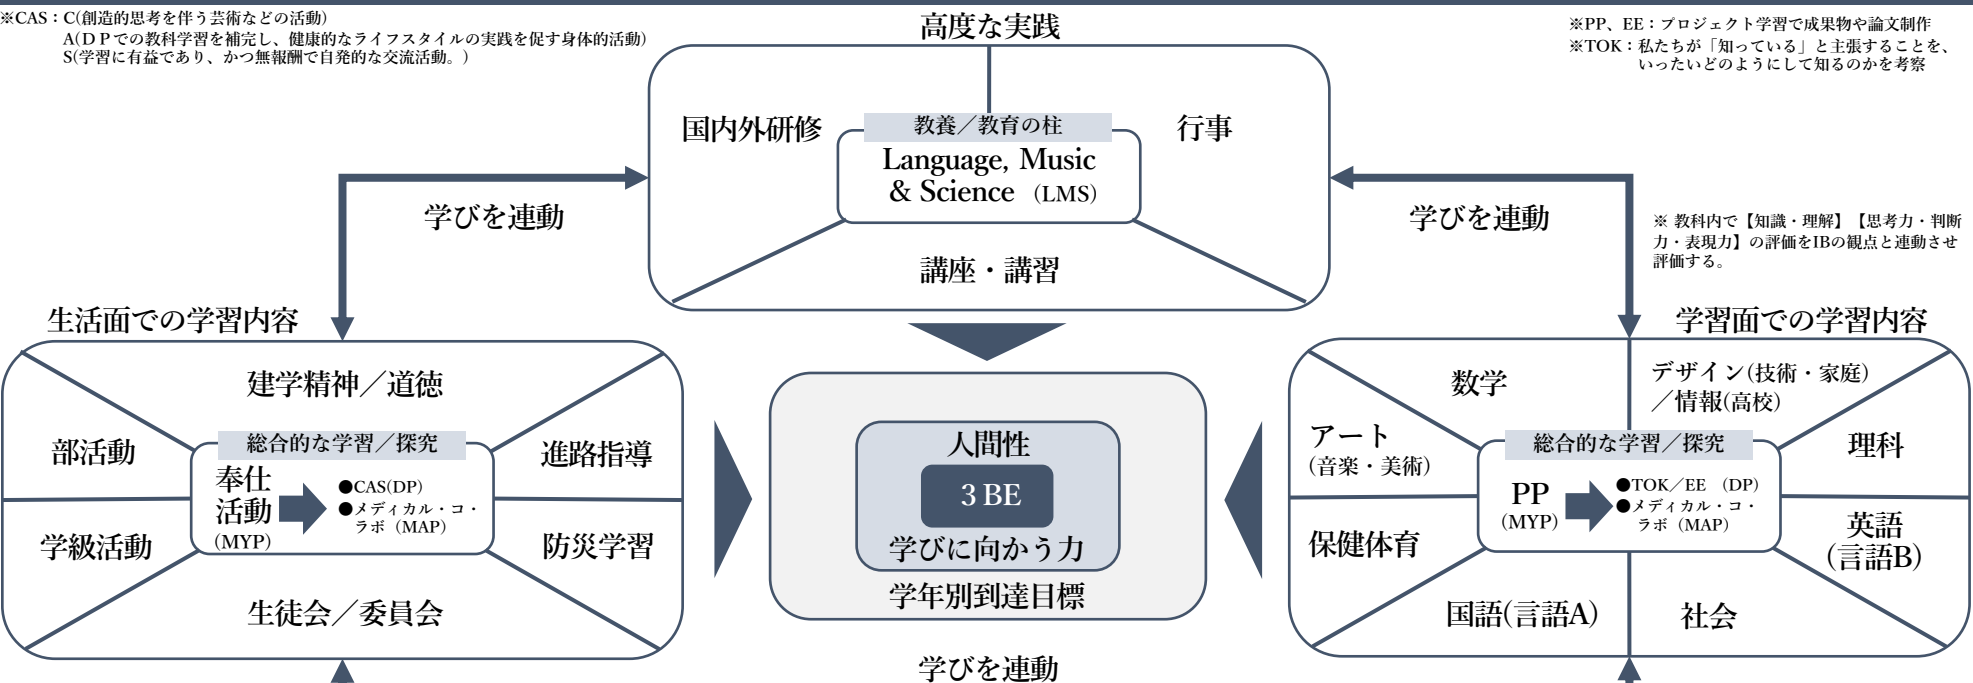 ※CAS：C(創造的思考を伴う芸術などの活動)
A(ＤＰでの教科学習を補完し、健康的なライフスタイルの実践を促す身体的活動)
S(学習に有益であり、かつ無報酬で自発的な交流活動。)
高度な実践
※PP、EE：プロジェクト学習で成果物や論文制作
※TOK：私たちが「知っている」と主張することを、
いったいどのようにして知るのかを考察
国内外研修
教養／教育の柱
Language, Music
& Science （LMS）
行事
講座・講習
学びを連動
学びを連動
※ 教科内で【知識・理解】【思考力・判断
力・表現力】の評価をIBの観点と連動させ
評価する。
生活面での学習内容
建学精神／道徳
部活動
進路指導
総合的な学習／探究
奉仕
活動
(MYP)
●CAS(DP)
●メディカル・コ・
ラボ（MAP）
学級活動
防災学習
生徒会／委員会
人間性
３BE
学びに向かう力
学年別到達目標
学びを連動
学習面での学習内容
数学
デザイン(技術・家庭)
／情報(高校)
アート
(音楽・美術)
理科
総合的な学習／探究
PP
(MYP)
●TOK／EE （DP）
●メディカル・コ・
ラボ（MAP）
保健体育
英語
(言語B)
国語(言語A)
社会